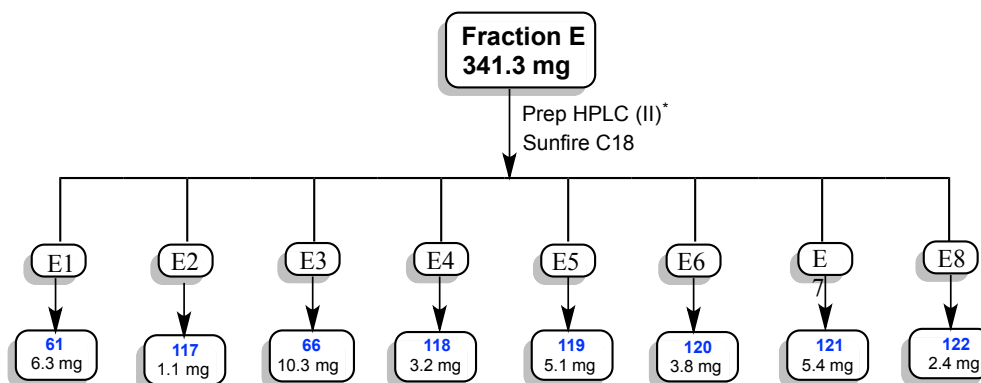 Fraction E
341.3 mg
Prep HPLC (II)*
Sunfire C18
E1
E2
E3
E4
E5
E6
E
7
E8
61
6.3 mg
117
1.1 mg
66
10.3 mg
118
3.2 mg
119
5.1 mg
120
3.8 mg
121
5.4 mg
122
2.4 mg